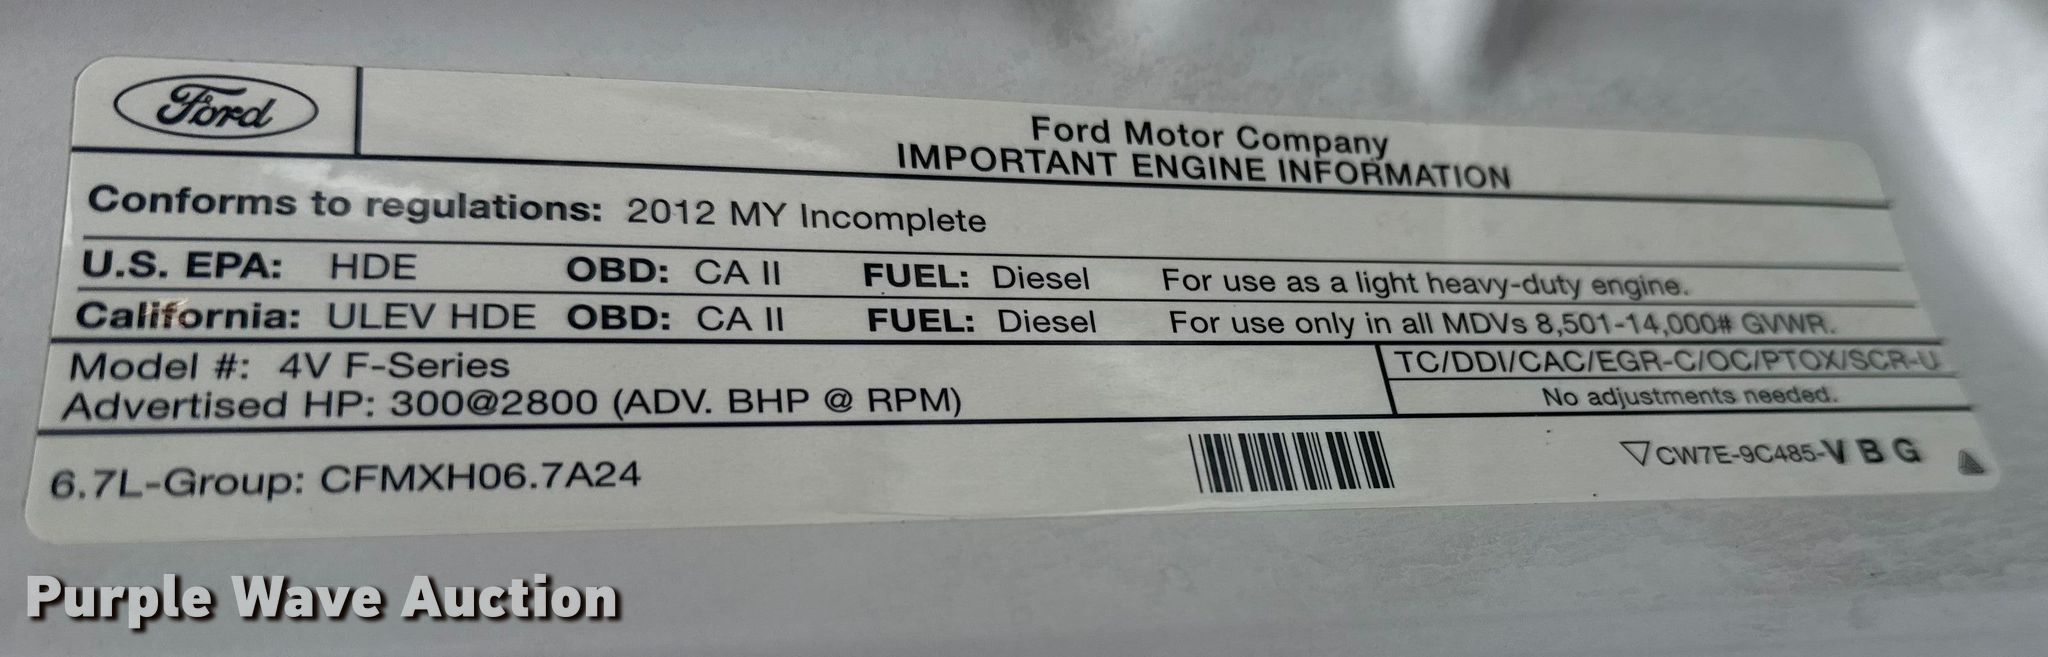 Ford
Ford Motor Company
IMPORTANT ENGINE INFORMATION
Conforms to regulations: 2012 MY Incomplete
U.S. EPA: HDE OBD: CA II FUEL: Diesel For use as a light heavy-duty engine.
California: ULEV HDE OBD: CA II FUEL: Diesel For use only in all MDVs 8,501-14,000# GVWR.
Model #: 4V F-Series
Advertised HP: 300@2800 (ADV. BHP @ RPM)
TC/DDI/CAC/EGR-C/OC/PTOX/SCR-U
No adjustments needed.
6.7L-Group: CFMXH06.7A24
CW7E-9C485-VBG
Purple Wave Auction